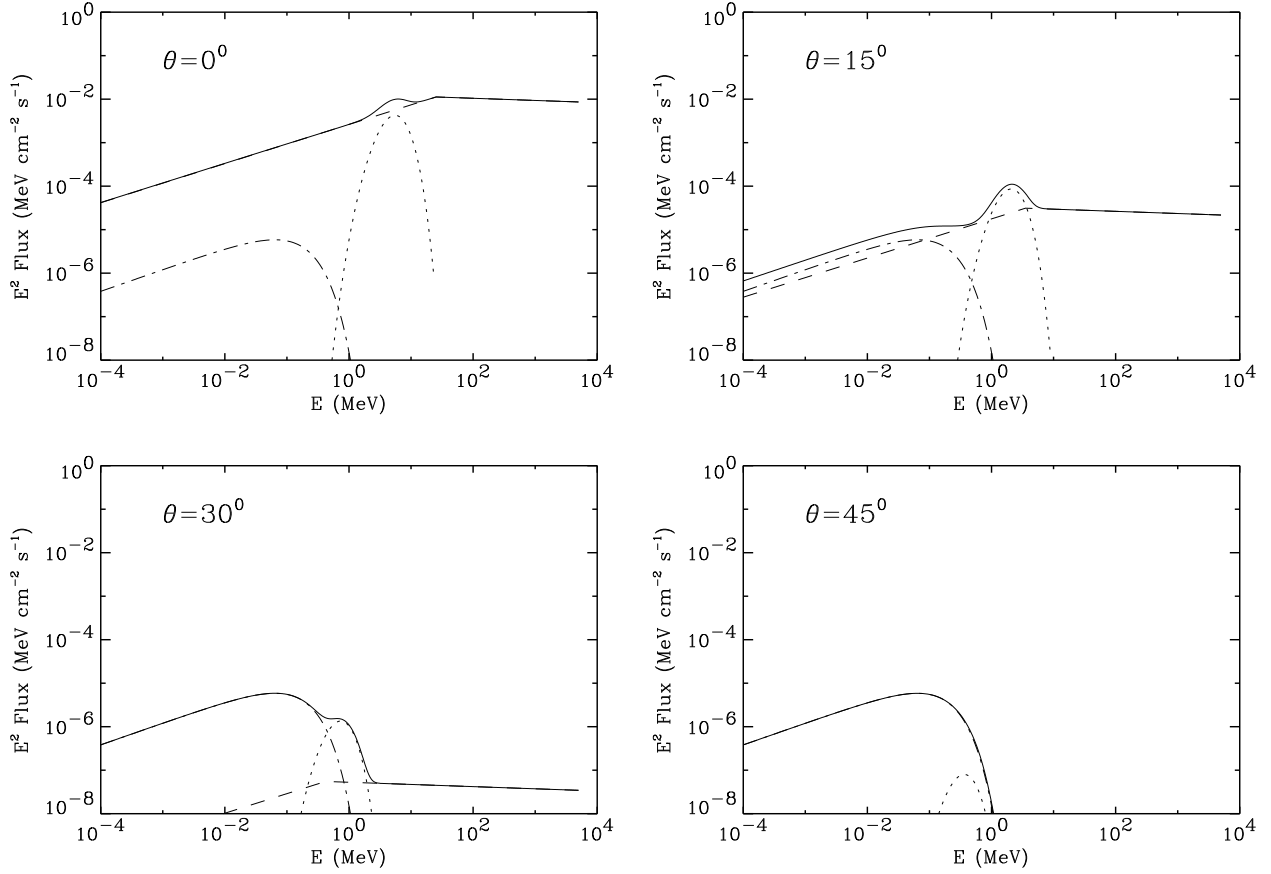 θ=0⁰
E² Flux (MeV cm⁻² s⁻¹)
10⁰
10⁻²
10⁻⁴
10⁻⁶
10⁻⁸
10⁻⁴ 10⁻² 10⁰ 10² 10⁴
E (MeV)
θ=15⁰
E² Flux (MeV cm⁻² s⁻¹)
10⁰
10⁻²
10⁻⁴
10⁻⁶
10⁻⁸
10⁻⁴ 10⁻² 10⁰ 10² 10⁴
E (MeV)
θ=30⁰
E² Flux (MeV cm⁻² s⁻¹)
10⁰
10⁻²
10⁻⁴
10⁻⁶
10⁻⁸
10⁻⁴ 10⁻² 10⁰ 10² 10⁴
E (MeV)
θ=45⁰
E² Flux (MeV cm⁻² s⁻¹)
10⁰
10⁻²
10⁻⁴
10⁻⁶
10⁻⁸
10⁻⁴ 10⁻² 10⁰ 10² 10⁴
E (MeV)